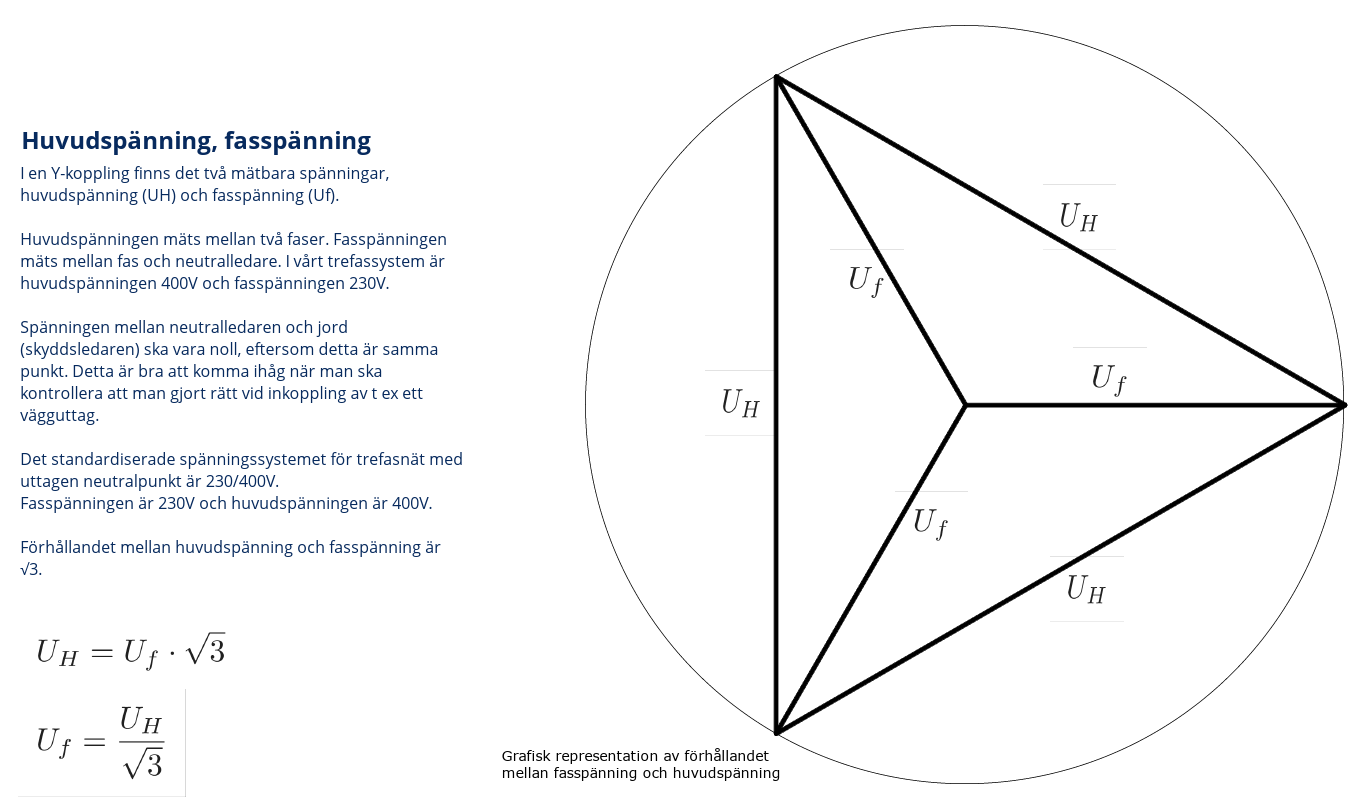 Huvudspänning, fasspänning
I en Y-koppling finns det två mätbara spänningar,
huvudspänning (UH) och fasspänning (Uf).
Huvudspänningen mäts mellan två faser. Fasspänningen
mäts mellan fas och neutralledare. I vårt trefassystem är
huvudspänningen 400V och fasspänningen 230V.
Spänningen mellan neutralledaren och jord
(skyddsledaren) ska vara noll, eftersom detta är samma
punkt. Detta är bra att komma ihåg när man ska
kontrollera att man gjort rätt vid inkoppling av t ex ett
vägguttag.
Det standardiserade spänningssystemet för trefasnät med
uttagen neutralpunkt är 230/400V.
Fasspänningen är 230V och huvudspänningen är 400V.
Förhållandet mellan huvudspänning och fasspänning är
√3.
U_H = U_f · √3
U_f = U_H / √3
U_H
U_f
U_f
U_H
U_f
U_H
Grafisk representation av förhållandet
mellan fasspänning och huvudspänning